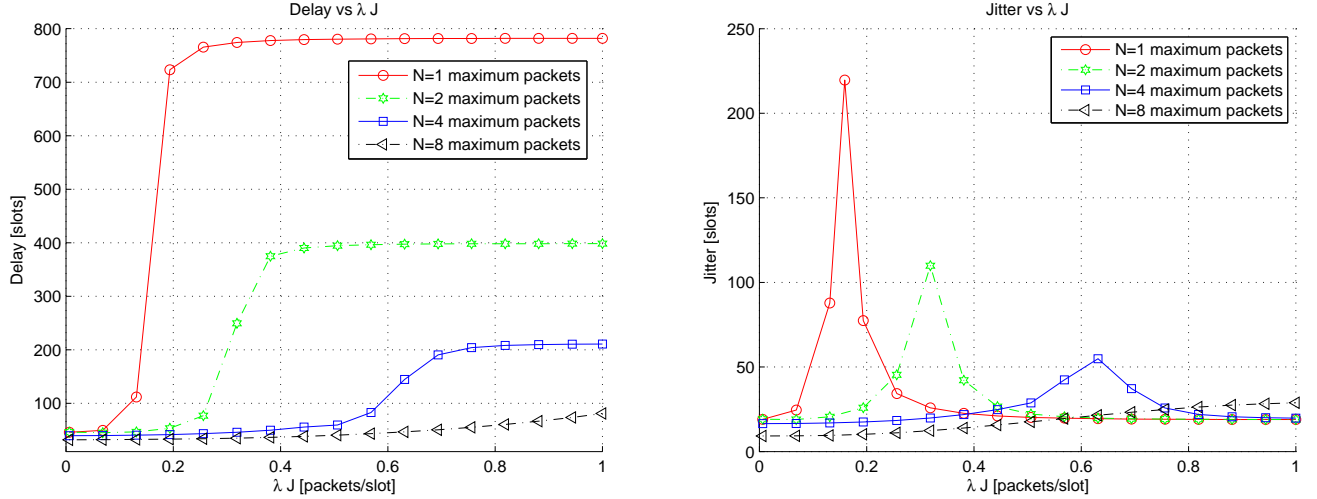 Delay vs λ J
800
700
600
500
400
300
200
100
0
0.2
0.4
0.6
0.8
1
Delay [slots]
λ J [packets/slot]
N=1 maximum packets
N=2 maximum packets
N=4 maximum packets
N=8 maximum packets
Jitter vs λ J
250
200
150
100
50
0
0
0.2
0.4
0.6
0.8
1
Jitter [slots]
λ J [packets/slot]
N=1 maximum packets
N=2 maximum packets
N=4 maximum packets
N=8 maximum packets